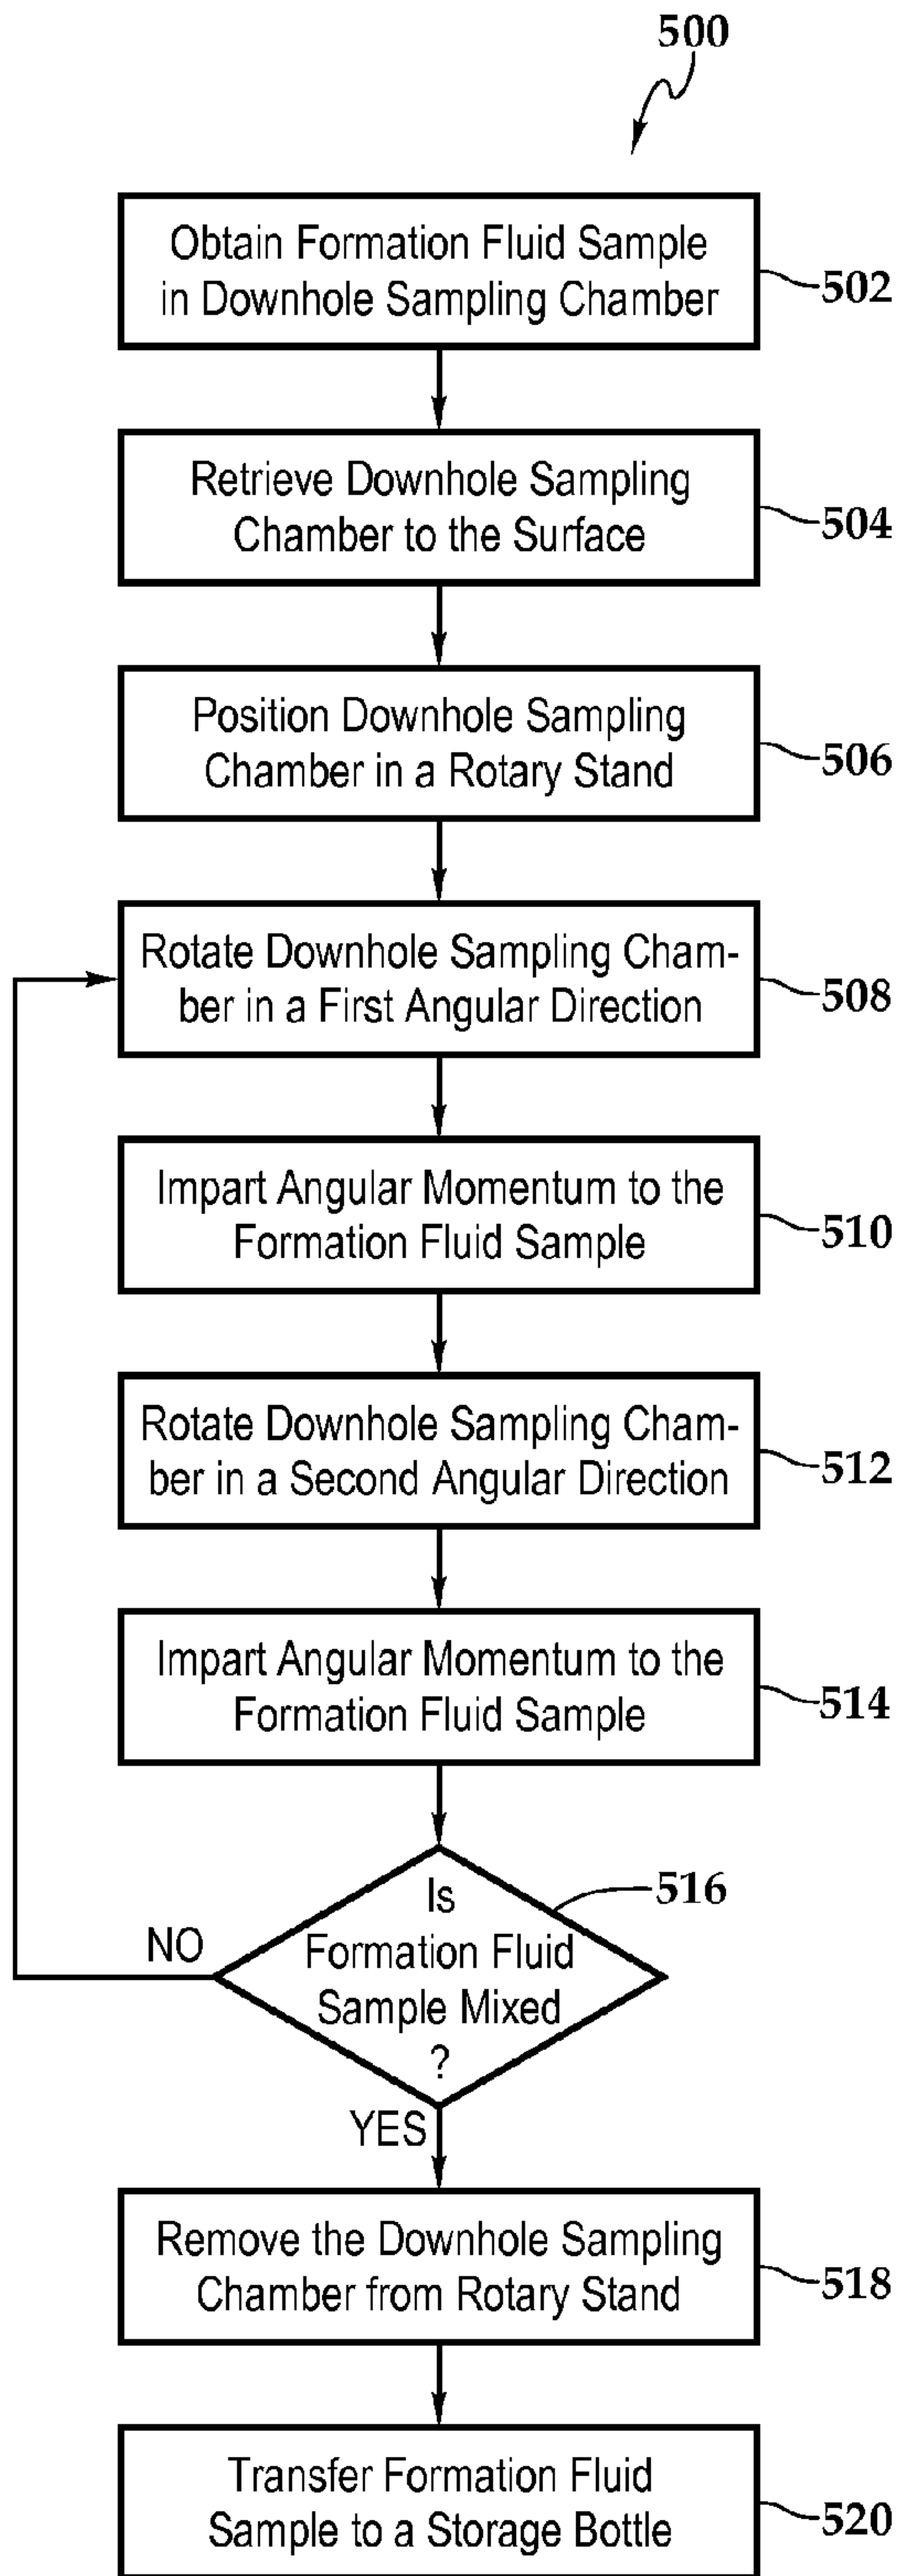 500
Obtain Formation Fluid Sample
in Downhole Sampling Chamber
502
Retrieve Downhole Sampling
Chamber to the Surface
504
Position Downhole Sampling
Chamber in a Rotary Stand
506
Rotate Downhole Sampling Cham-
ber in a First Angular Direction
508
Impart Angular Momentum to the
Formation Fluid Sample
510
Rotate Downhole Sampling Cham-
ber in a Second Angular Direction
512
Impart Angular Momentum to the
Formation Fluid Sample
514
Is
Formation Fluid
Sample Mixed
?
516
NO
YES
Remove the Downhole Sampling
Chamber from Rotary Stand
518
Transfer Formation Fluid
Sample to a Storage Bottle
520